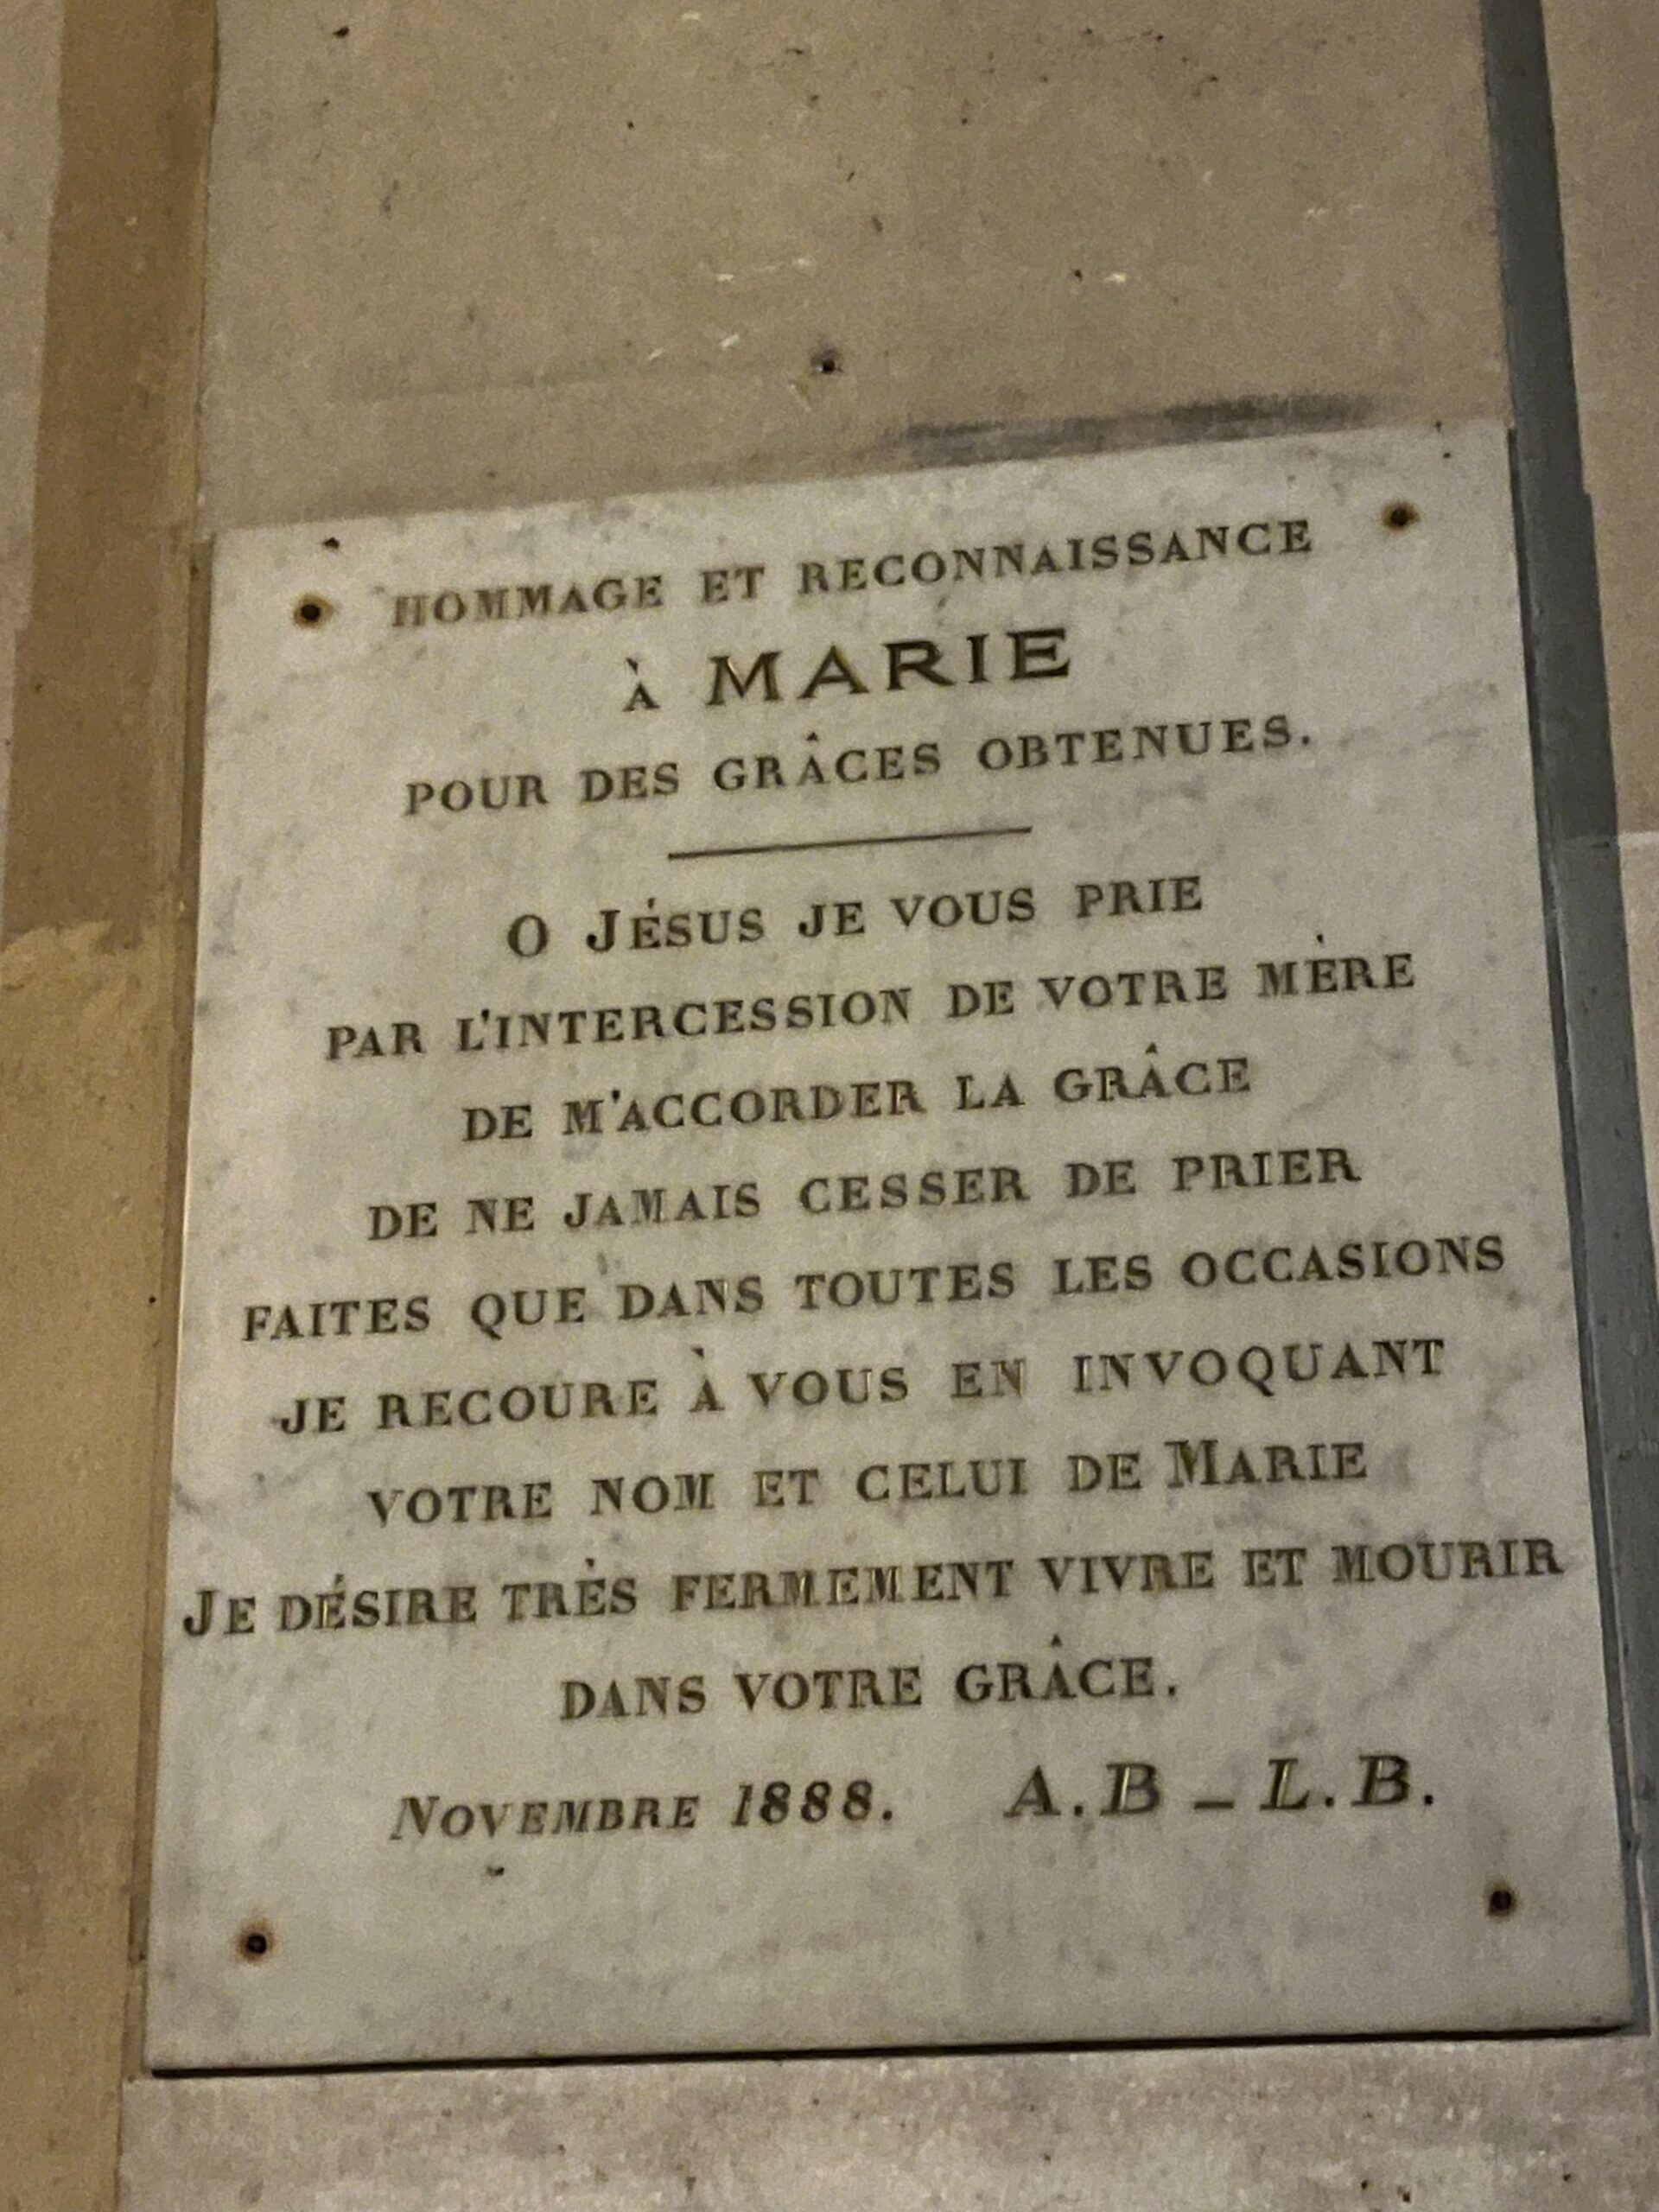 HOMMAGE ET RECONNAISSANCE
À MARIE
POUR DES GRÂCES OBTENUES.
O JÉSUS JE VOUS PRIE
PAR L'INTERCESSION DE VOTRE MÈRE
DE M'ACCORDER LA GRÂCE
DE NE JAMAIS CESSER DE PRIER
FAITES QUE DANS TOUTES LES OCCASIONS
JE RECOURE À VOUS EN INVOQUANT
VOTRE NOM ET CELUI DE MARIE
JE DÉSIRE TRÈS FERMEMENT VIVRE ET MOURIR
DANS VOTRE GRÂCE.
NOVEMBRE 1888. A.B – L.B.